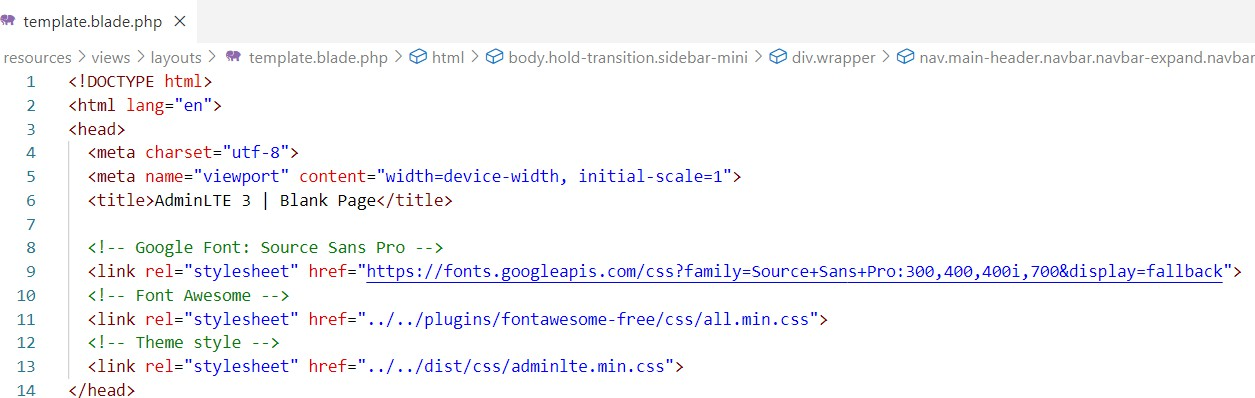 template.blade.php ×
resources > views > layouts > template.blade.php > html > body.hold-transition.sidebar-mini > div.wrapper > nav.main-header.navbar.navbar-expand.navbar
1 <!DOCTYPE html>
2 <html lang="en">
3 <head>
4 <meta charset="utf-8">
5 <meta name="viewport" content="width=device-width, initial-scale=1">
6 <title>AdminLTE 3 | Blank Page</title>
7
8 <!-- Google Font: Source Sans Pro -->
9 <link rel="stylesheet" href="https://fonts.googleapis.com/css?family=Source+Sans+Pro:300,400,400i,700&display=fallback">
10 <!-- Font Awesome -->
11 <link rel="stylesheet" href="../../plugins/fontawesome-free/css/all.min.css">
12 <!-- Theme style -->
13 <link rel="stylesheet" href="../../dist/css/adminlte.min.css">
14 </head>